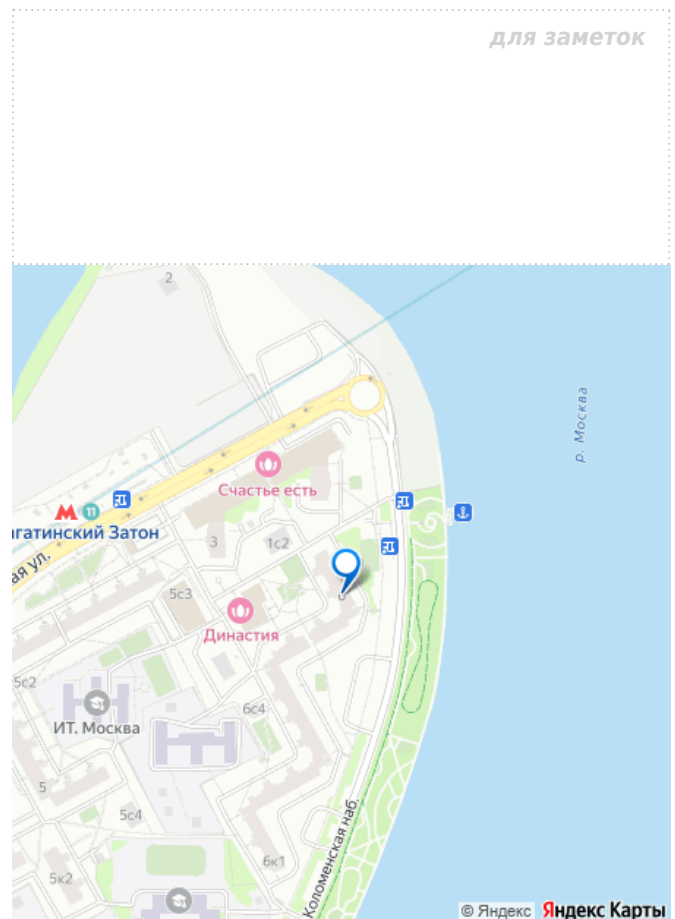 для заметок
2
р. Москва
Счастье есть
11
агатинский Затон
ая ул.
3
1с2
5с3
Династия
5с2
6с4
ИТ. Москва
5
5с4
Коломенская наб.
6к1
5к2
© Яндекс Яндекс Карты